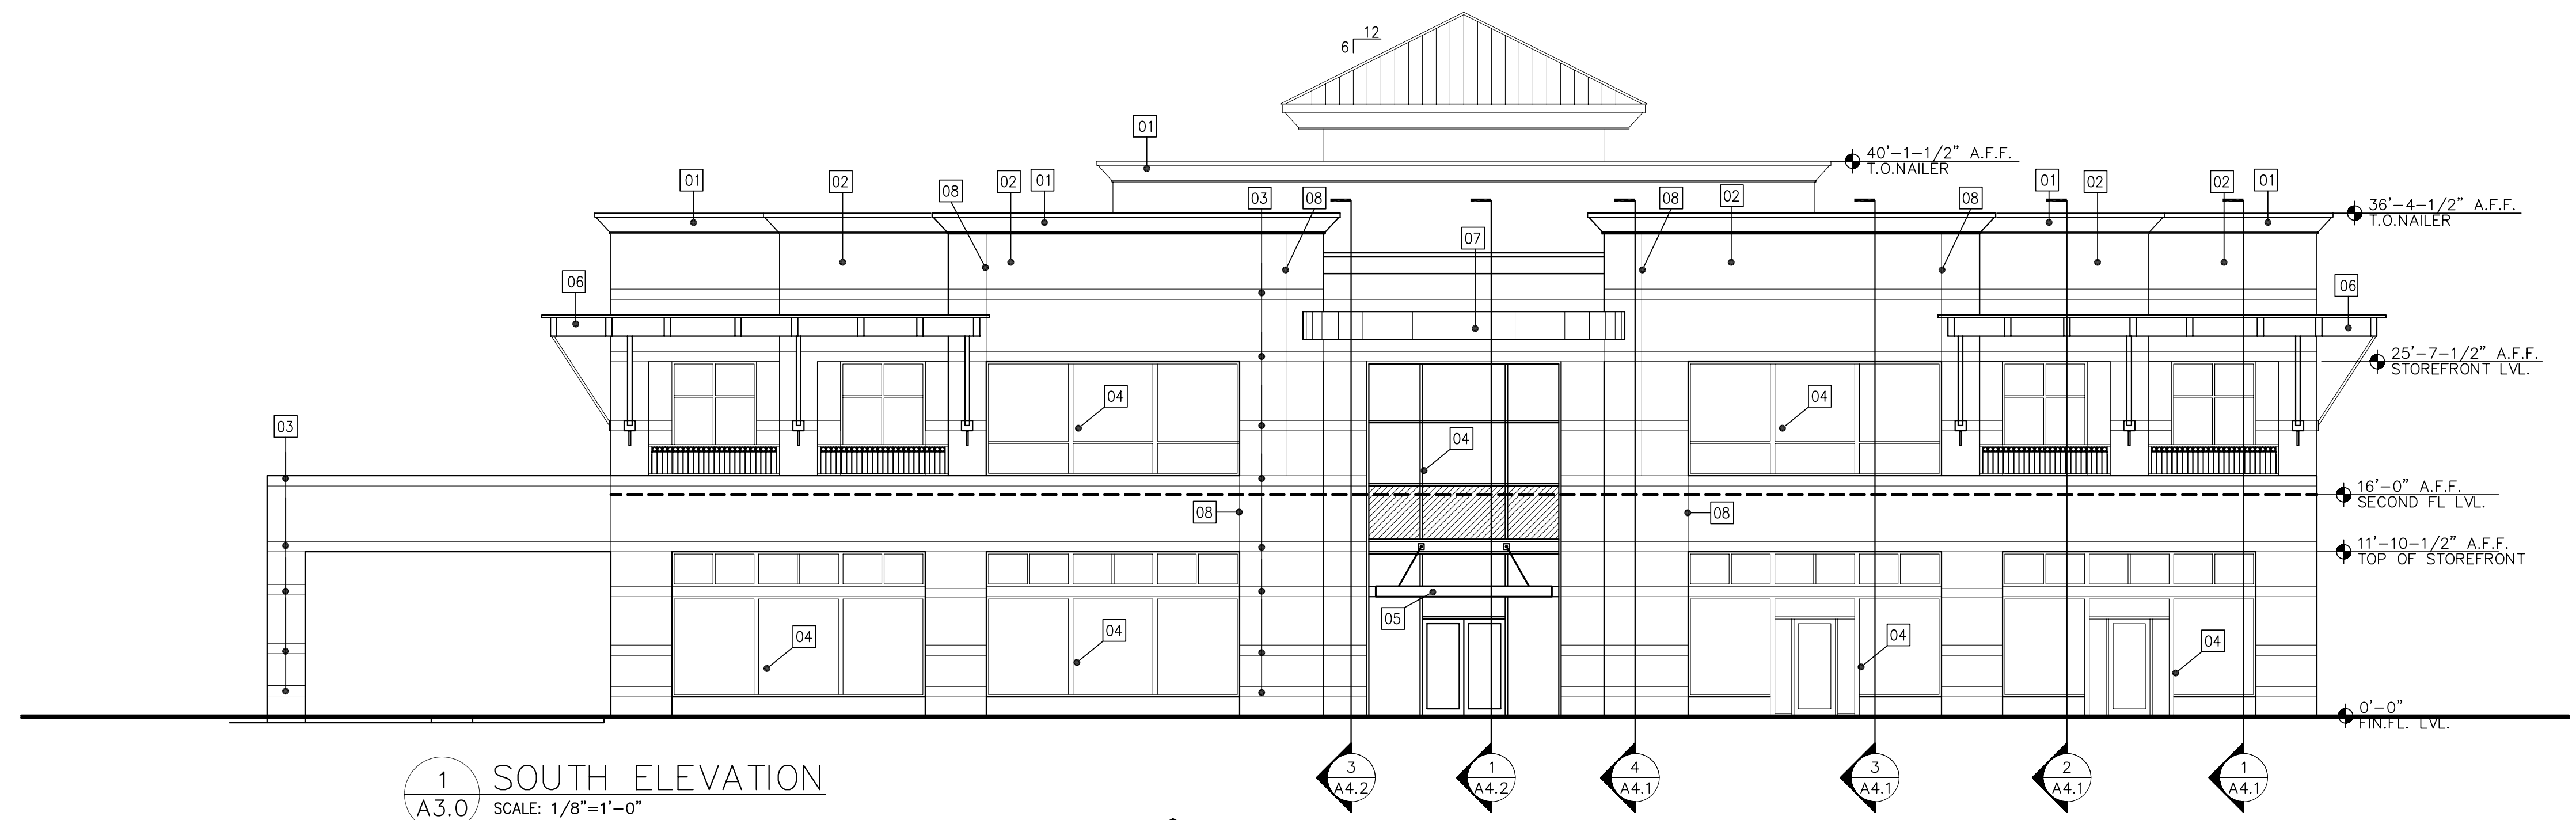 12
6
01
40'-1-1/2" A.F.F.
T.O.NAILER
01
02
08
02
01
03
08
08
02
08
01
02
02
01
36'-4-1/2" A.F.F.
T.O.NAILER
07
06
06
25'-7-1/2" A.F.F.
STOREFRONT LVL.
04
04
03
04
16'-0" A.F.F.
SECOND FL LVL.
08
08
11'-10-1/2" A.F.F.
TOP OF STOREFRONT
05
04
04
04
04
0'-0"
FIN.FL. LVL.
1
A3.0
SOUTH ELEVATION
SCALE: 1/8"=1'-0"
3
A4.2
1
A4.2
4
A4.1
3
A4.1
2
A4.1
1
A4.1